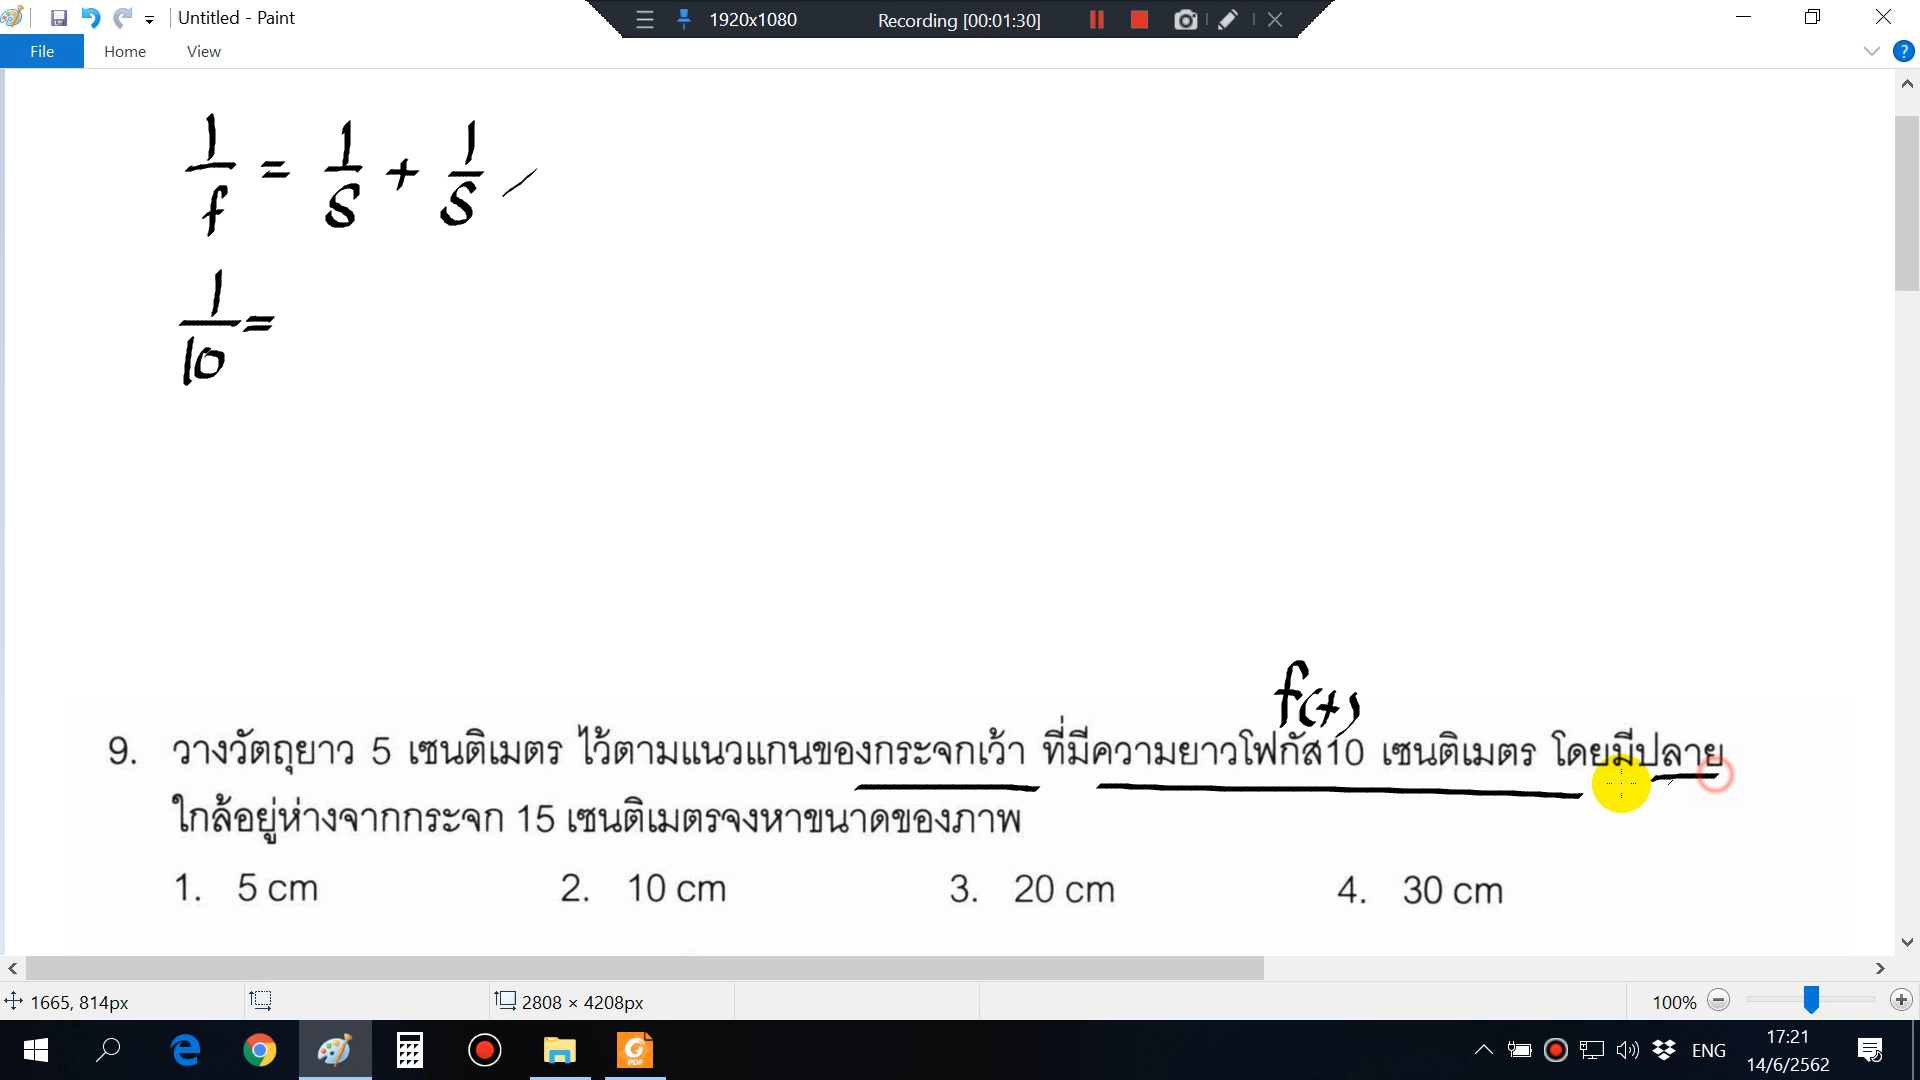 Untitled - Paint
1920x1080
Recording [00:01:30]
File Home View
1/f = 1/s + 1/s
1/10 =
f(+)
9. วางวัตถุยาว 5 เซนติเมตร ไว้ตามแนวแกนของกระจกเว้า ที่มีความยาวโฟกัส10 เซนติเมตร โดยมีปลาย
ใกล้อยู่ห่างจากกระจก 15 เซนติเมตรจงหาขนาดของภาพ
1. 5 cm 2. 10 cm 3. 20 cm 4. 30 cm
1665, 814px 2808 × 4208px 100%
PDF
ENG
17:21
14/6/2562